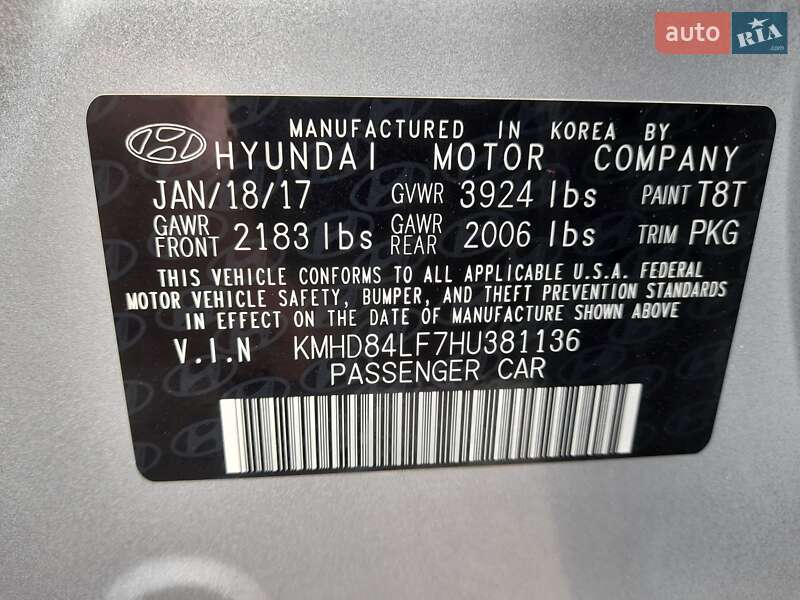 auto RIA.com
MANUFACTURED IN KOREA BY
HYUNDAI MOTOR COMPANY
JAN/18/17 GVWR 3924 lbs PAINT T8T
GAWR FRONT 2183 lbs GAWR REAR 2006 lbs TRIM PKG
THIS VEHICLE CONFORMS TO ALL APPLICABLE U.S.A. FEDERAL
MOTOR VEHICLE SAFETY, BUMPER, AND THEFT PREVENTION STANDARDS
IN EFFECT ON THE DATE OF MANUFACTURE SHOWN ABOVE
V.I.N KMHD84LF7HU381136
PASSENGER CAR